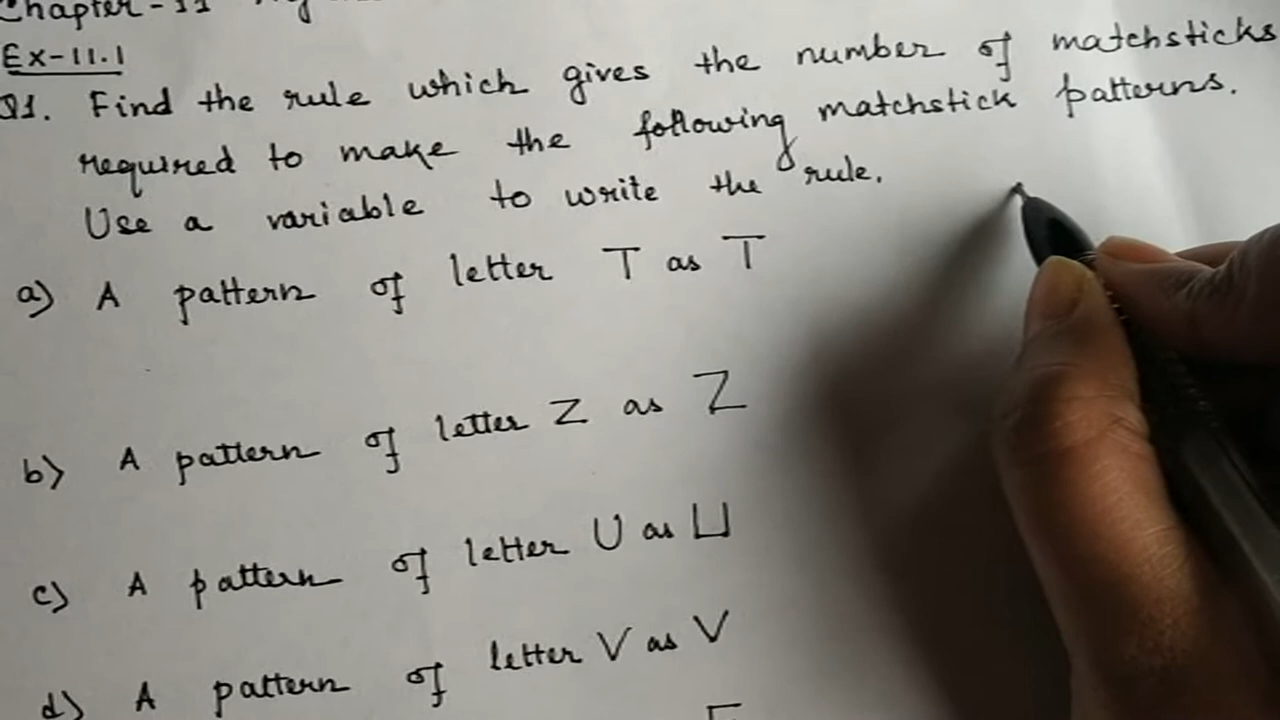 Chapter-11
Ex-11.1
Q1. Find the rule which gives the number of matchsticks
required to make the following matchstick patterns.
Use a variable to write the rule.
a) A pattern of letter T as T
b) A pattern of letter Z as Z
c) A pattern of letter U as U
d) A pattern of letter V as V